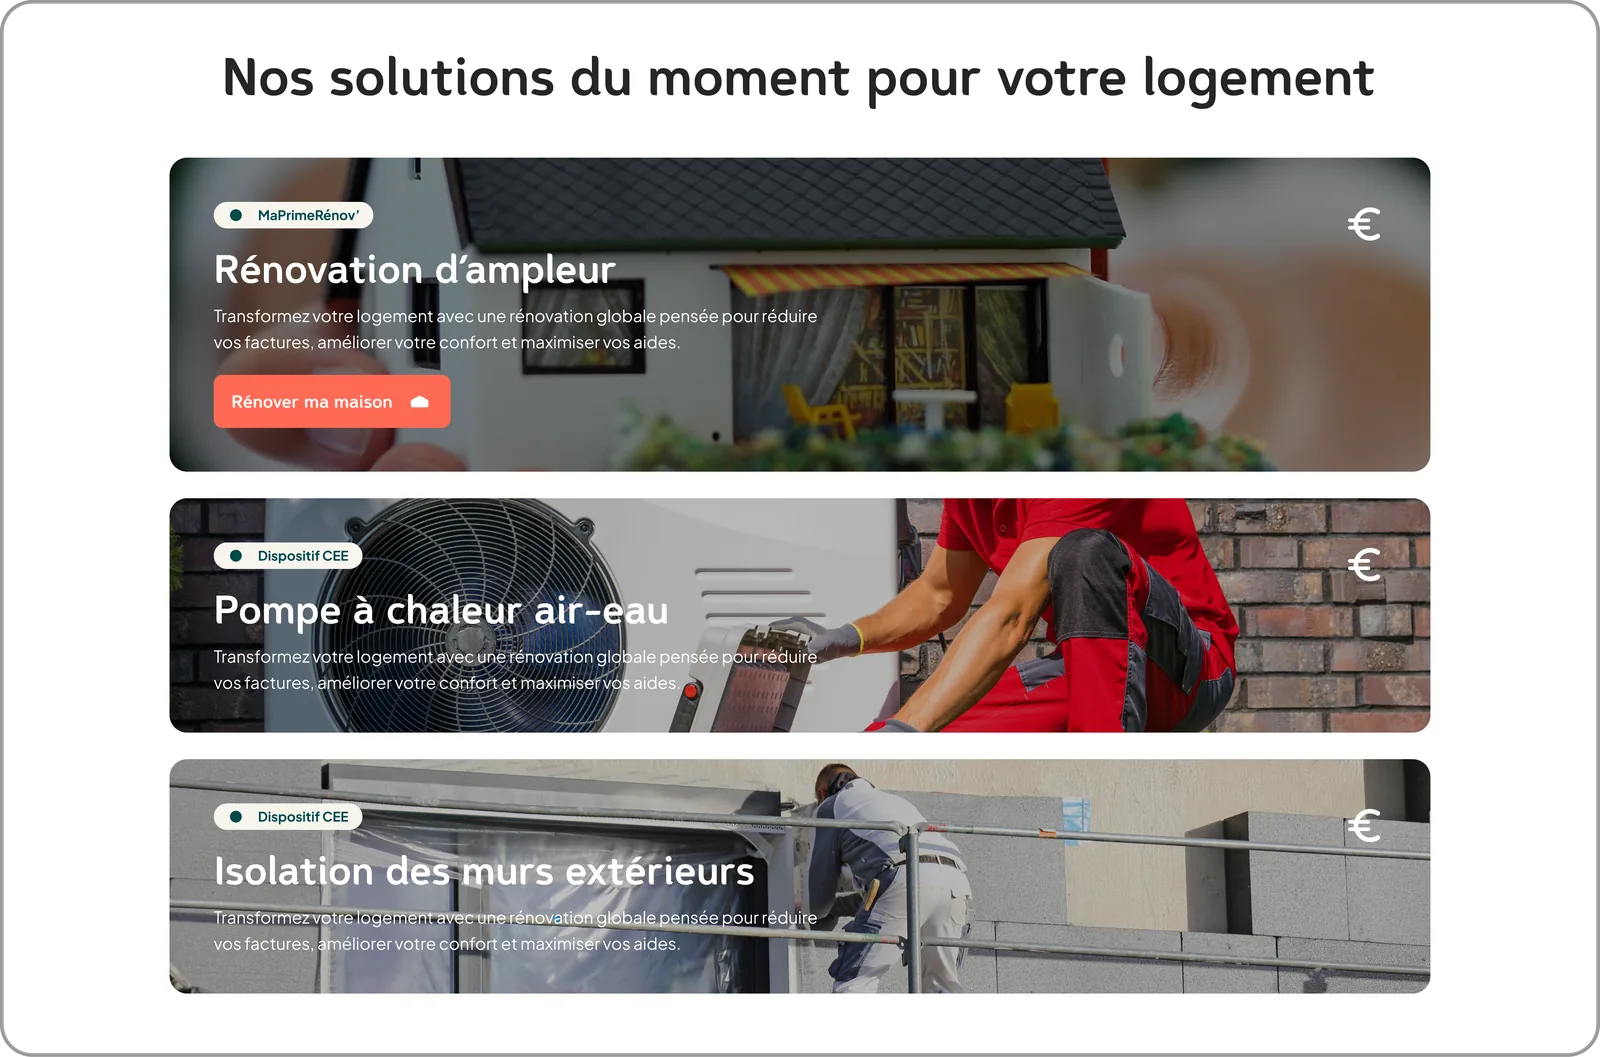 Nos solutions du moment pour votre logement
MaPrimeRénov’
€
Rénovation d’ampleur
Transformez votre logement avec une rénovation globale pensée pour réduire
vos factures, améliorer votre confort et maximiser vos aides.
Rénover ma maison
Dispositif CEE
€
Pompe à chaleur air-eau
Transformez votre logement avec une rénovation globale pensée pour réduire
vos factures, améliorer votre confort et maximiser vos aides.
Dispositif CEE
€
Isolation des murs extérieurs
Transformez votre logement avec une rénovation globale pensée pour réduire
vos factures, améliorer votre confort et maximiser vos aides.